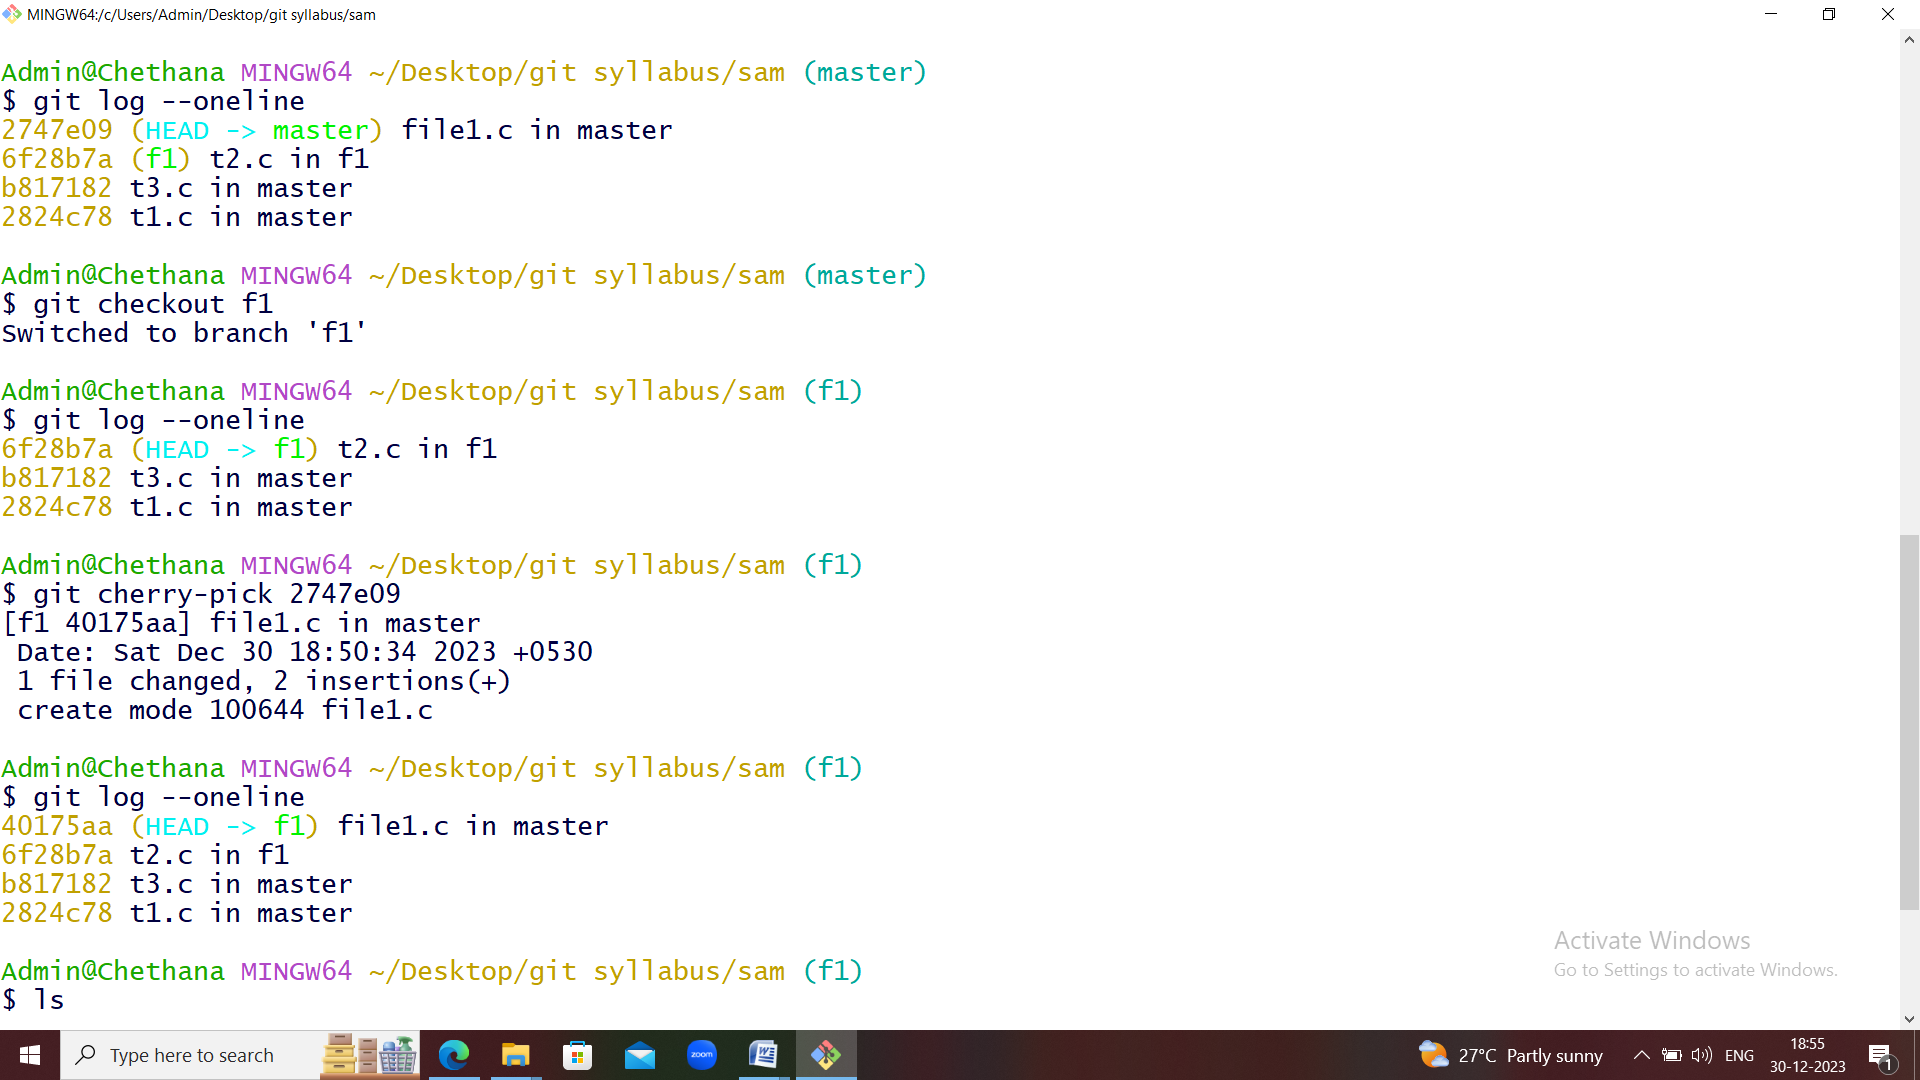 MINGW64:/c/Users/Admin/Desktop/git syllabus/sam
Admin@Chethana MINGW64 ~/Desktop/git syllabus/sam (master)
$ git log --oneline
2747e09 (HEAD -> master) file1.c in master
6f28b7a (f1) t2.c in f1
b817182 t3.c in master
2824c78 t1.c in master
Admin@Chethana MINGW64 ~/Desktop/git syllabus/sam (master)
$ git checkout f1
Switched to branch 'f1'
Admin@Chethana MINGW64 ~/Desktop/git syllabus/sam (f1)
$ git log --oneline
6f28b7a (HEAD -> f1) t2.c in f1
b817182 t3.c in master
2824c78 t1.c in master
Admin@Chethana MINGW64 ~/Desktop/git syllabus/sam (f1)
$ git cherry-pick 2747e09
[f1 40175aa] file1.c in master
 Date: Sat Dec 30 18:50:34 2023 +0530
 1 file changed, 2 insertions(+)
 create mode 100644 file1.c
Admin@Chethana MINGW64 ~/Desktop/git syllabus/sam (f1)
$ git log --oneline
40175aa (HEAD -> f1) file1.c in master
6f28b7a t2.c in f1
b817182 t3.c in master
2824c78 t1.c in master
Admin@Chethana MINGW64 ~/Desktop/git syllabus/sam (f1)
$ ls
Activate Windows
Go to Settings to activate Windows.
Type here to search
zoom
27°C Partly sunny
ENG
18:55
30-12-2023
1